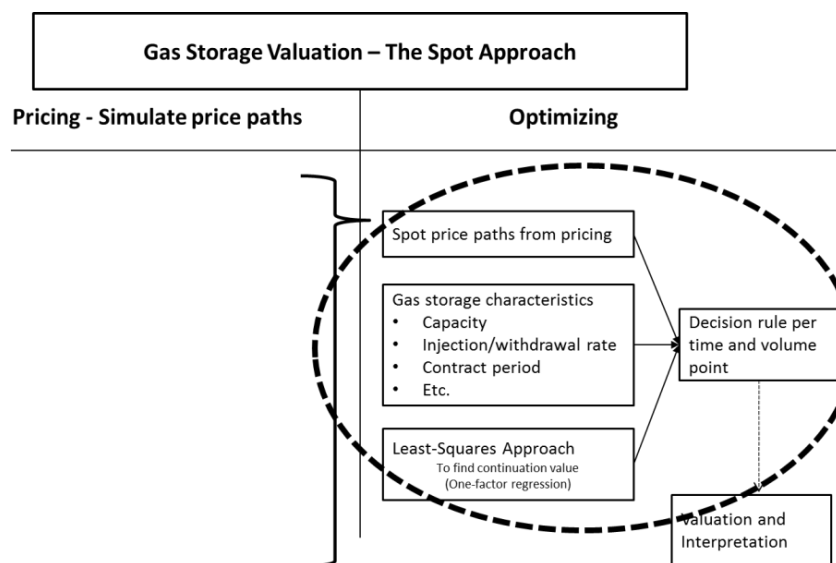 Gas Storage Valuation – The Spot Approach
Pricing - Simulate price paths
Optimizing
Spot price paths from pricing
Gas storage characteristics
• Capacity
• Injection/withdrawal rate
• Contract period
• Etc.
Decision rule per
time and volume
point
Least-Squares Approach
To find continuation value
(One-factor regression)
Valuation and
Interpretation